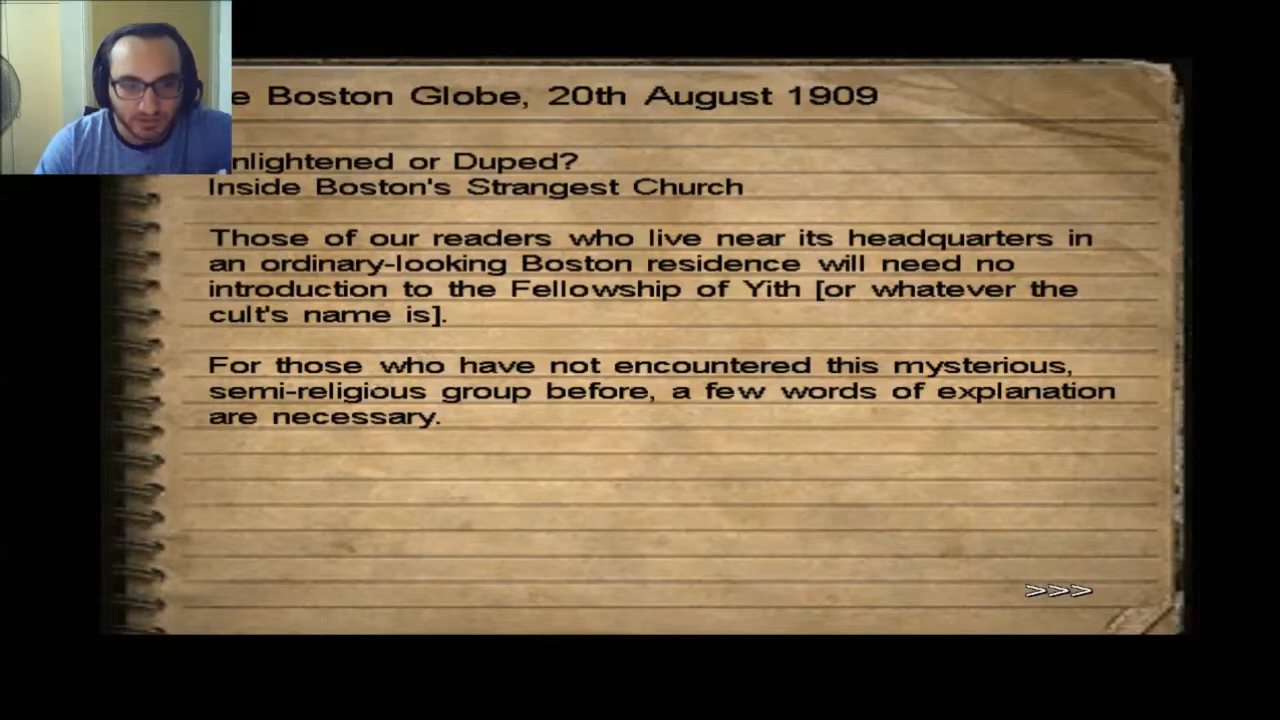 e Boston Globe, 20th August 1909
nlightened or Duped?
Inside Boston's Strangest Church
Those of our readers who live near its headquarters in
an ordinary-looking Boston residence will need no
introduction to the Fellowship of Yith [or whatever the
cult's name is].
For those who have not encountered this mysterious,
semi-religious group before, a few words of explanation
are necessary.
>>>